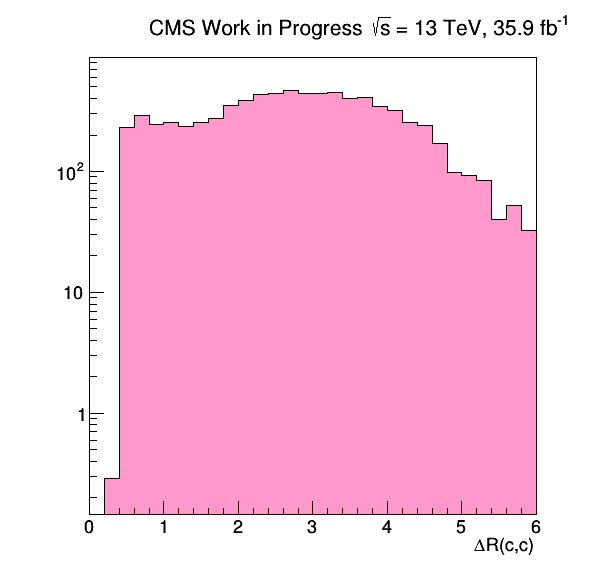 CMS Work in Progress √s = 13 TeV, 35.9 fb⁻¹
10²
10
1
0 1 2 3 4 5 6
ΔR(c,c)